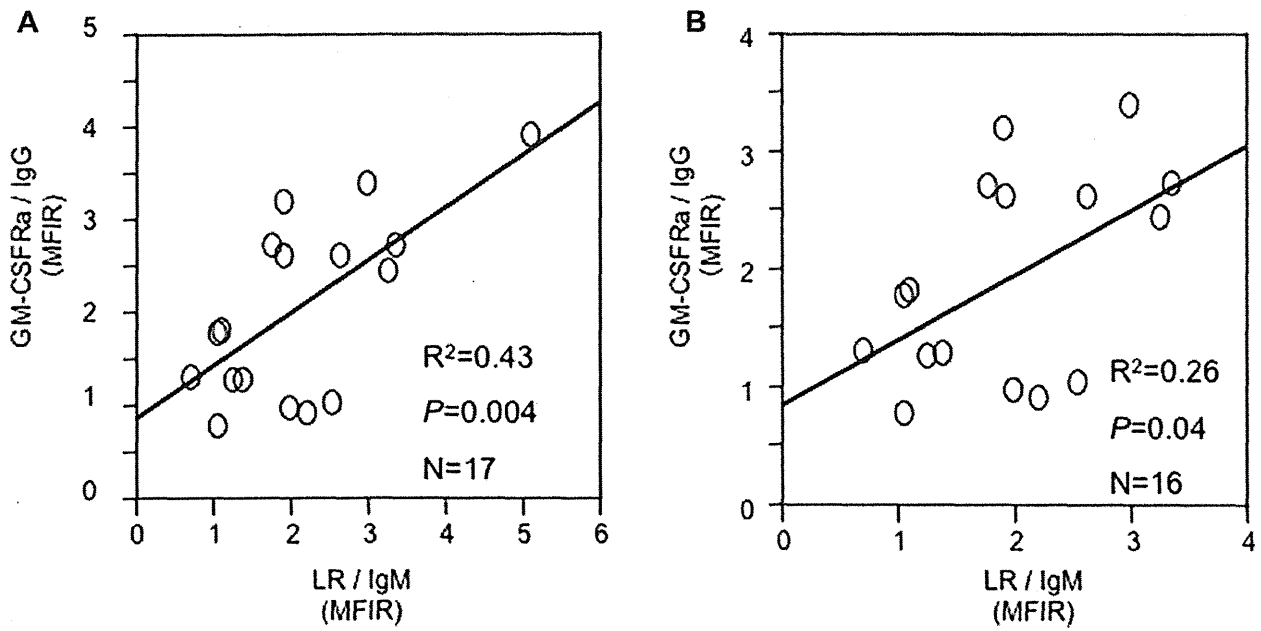 A
5
4
3
2
1
0
GM-CSFRa / IgG
(MFIR)
R²=0.43
P=0.004
N=17
0 1 2 3 4 5 6
LR / IgM
(MFIR)
B
4
3
2
1
0
GM-CSFRa / IgG
(MFIR)
R²=0.26
P=0.04
N=16
0 1 2 3 4
LR / IgM
(MFIR)